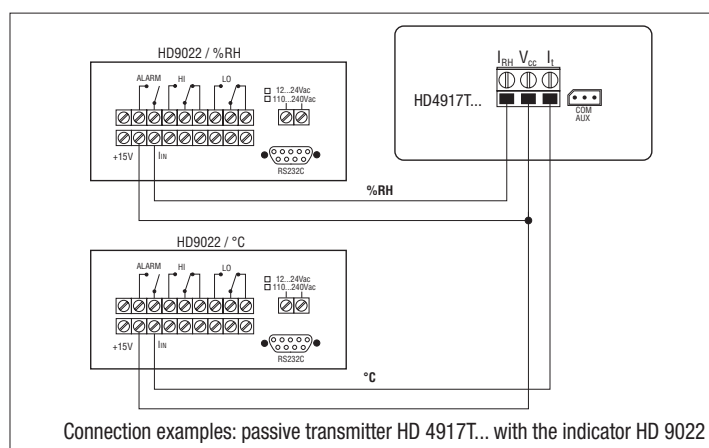 HD9022 / %RH
ALARM HI LO
12...24Vac
110...240Vac
+15V IIN
RS232C
%RH
IRH Vcc It
HD4917T...
COM
AUX
HD9022 / °C
ALARM HI LO
12...24Vac
110...240Vac
+15V IIN
RS232C
°C
Connection examples: passive transmitter HD 4917T... with the indicator HD 9022